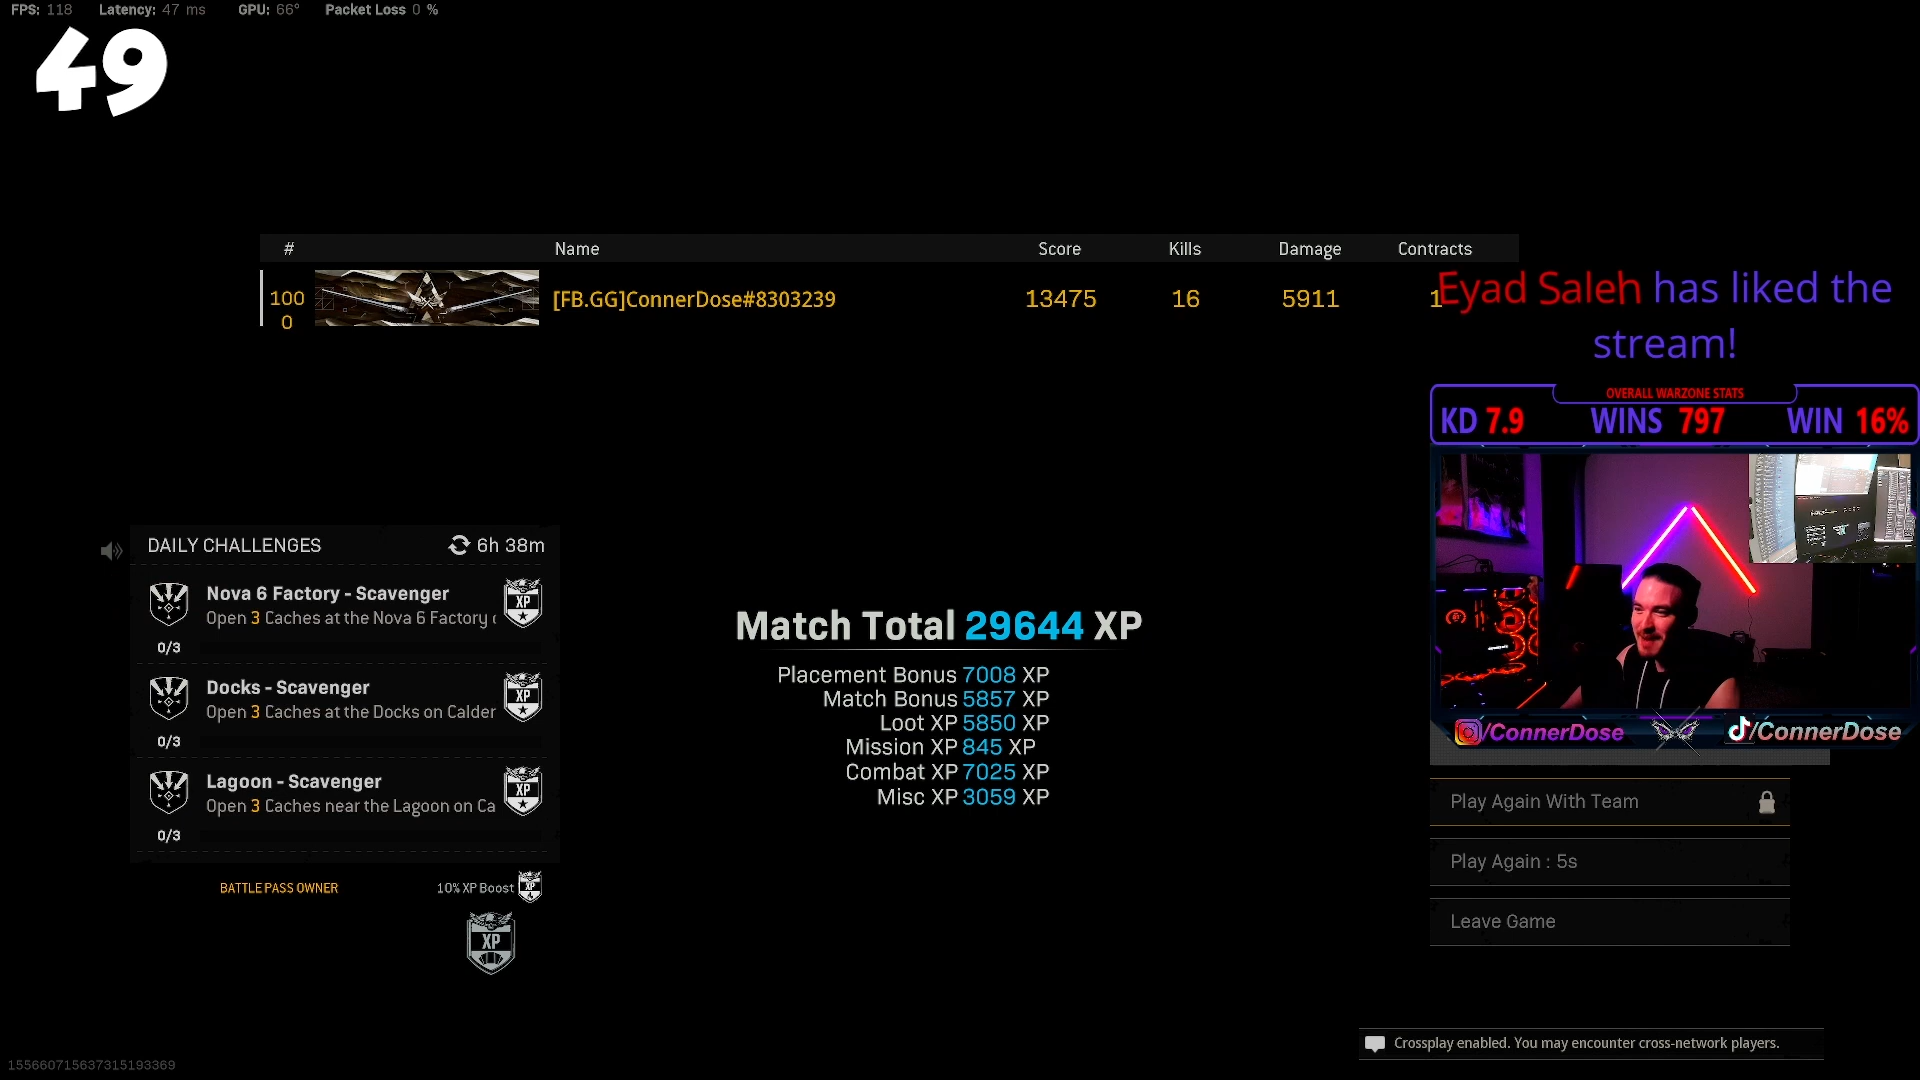 FPS: 118 Latency: 47 ms GPU: 66° Packet Loss 0 %
49
# Name Score Kills Damage Contracts
100
0
[FB.GG]ConnerDose#8303239 13475 16 5911 1
Eyad Saleh has liked the
stream!
OVERALL WARZONE STATS
KD 7.9 WINS 797 WIN 16%
DAILY CHALLENGES 6h 38m
Nova 6 Factory - Scavenger
Open 3 Caches at the Nova 6 Factory
XP
0/3
Docks - Scavenger
Open 3 Caches at the Docks on Calder
XP
0/3
Lagoon - Scavenger
Open 3 Caches near the Lagoon on Ca
XP
0/3
BATTLE PASS OWNER 10% XP Boost XP
XP
Match Total 29644 XP
Placement Bonus 7008 XP
Match Bonus 5857 XP
Loot XP 5850 XP
Mission XP 845 XP
Combat XP 7025 XP
Misc XP 3059 XP
/ConnerDose /ConnerDose
Play Again With Team
Play Again : 5s
Leave Game
Crossplay enabled. You may encounter cross-network players.
155660715637315193369